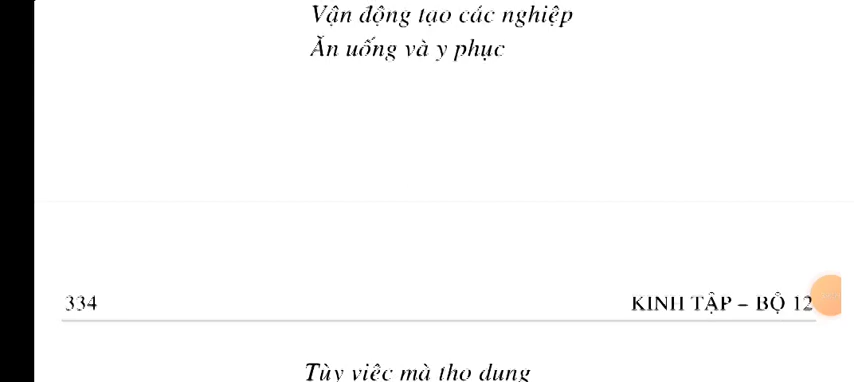 Vận động tạo các nghiệp
Ăn uống và y phục
334
KINH TẬP – BỘ 12
Tùy việc mà thọ dụng